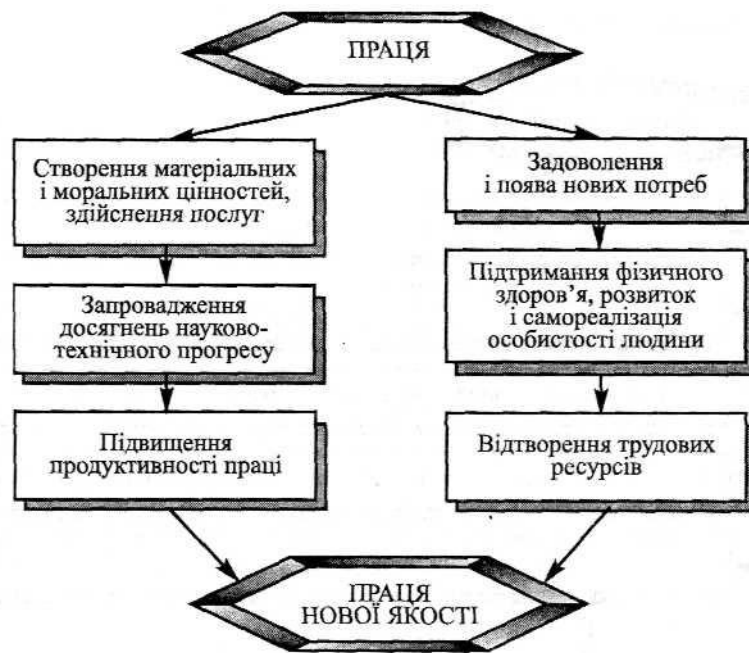 ПРАЦЯ
Створення матеріальних
і моральних цінностей,
здійснення послуг
Запровадження
досягнень науково-
технічного прогресу
Підвищення
продуктивності праці
Задоволення
і поява нових потреб
Підтримання фізичного
здоров’я, розвиток
і самореалізація
особистості людини
Відтворення трудових
ресурсів
ПРАЦЯ
НОВОЇ ЯКОСТІ